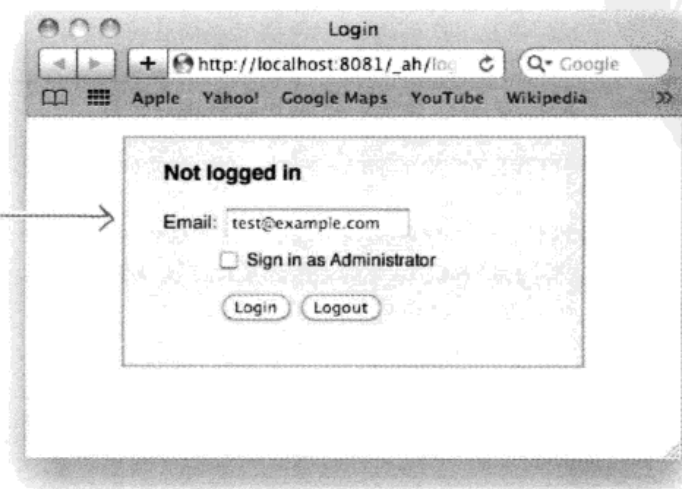 Login
http://localhost:8081/_ah/log
Google
Apple Yahoo! Google Maps YouTube Wikipedia
Not logged in
Email: test@example.com
Sign in as Administrator
Login Logout